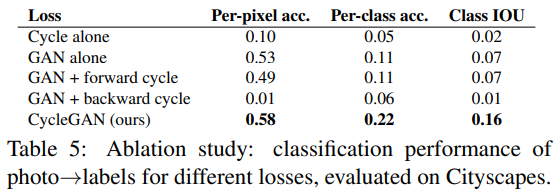 Loss Per-pixel acc. Per-class acc. Class IOU
Cycle alone 0.10 0.05 0.02
GAN alone 0.53 0.11 0.07
GAN + forward cycle 0.49 0.11 0.07
GAN + backward cycle 0.01 0.06 0.01
CycleGAN (ours) 0.58 0.22 0.16
Table 5: Ablation study: classification performance of
photo→labels for different losses, evaluated on Cityscapes.